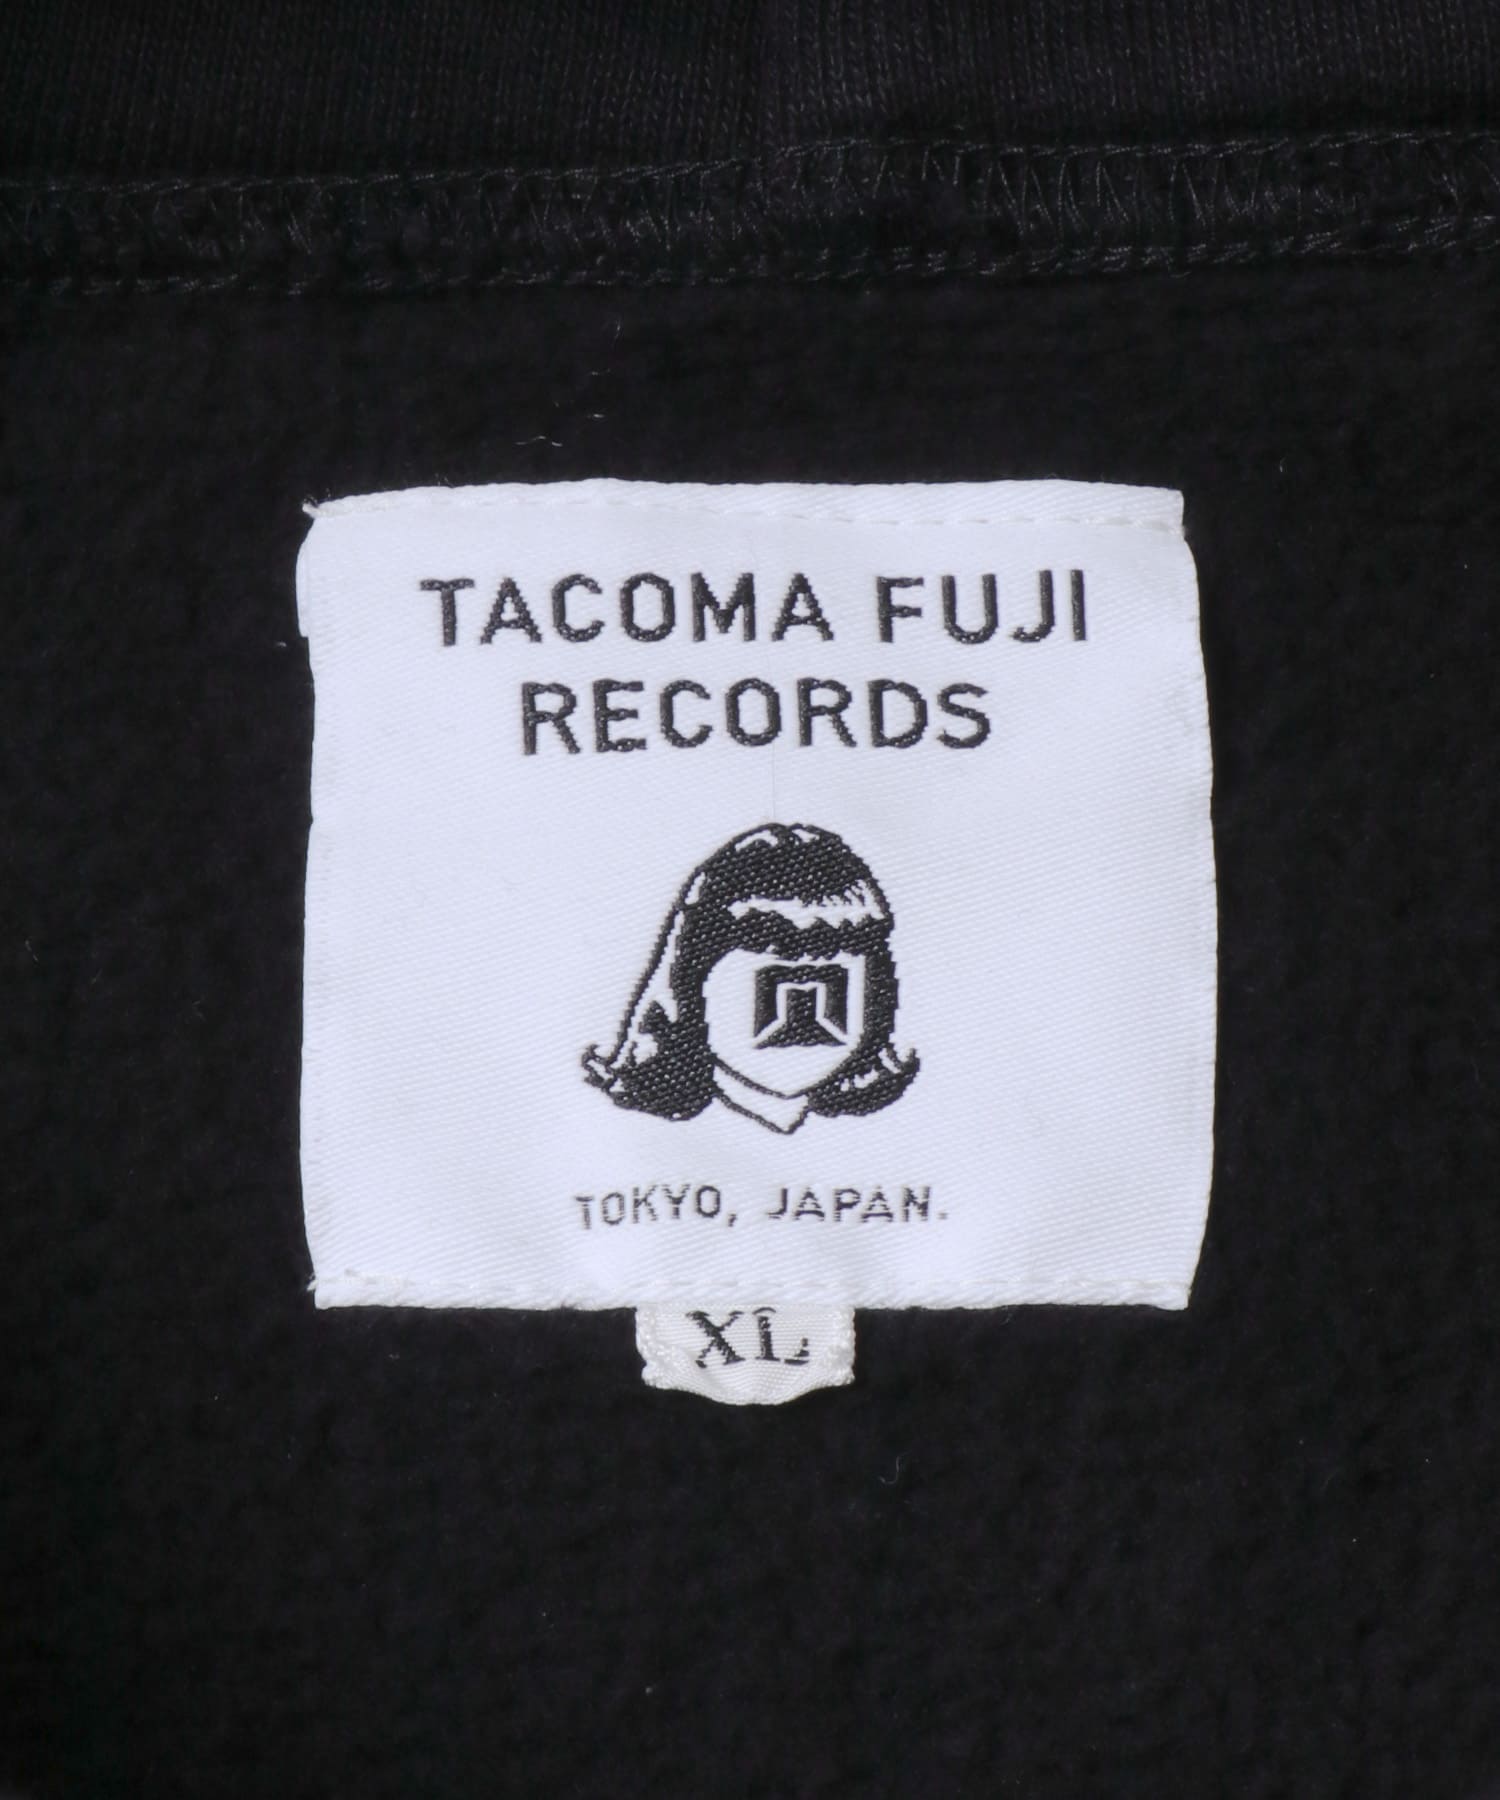 TACOMA FUJI
RECORDS
TOKYO, JAPAN.
XL